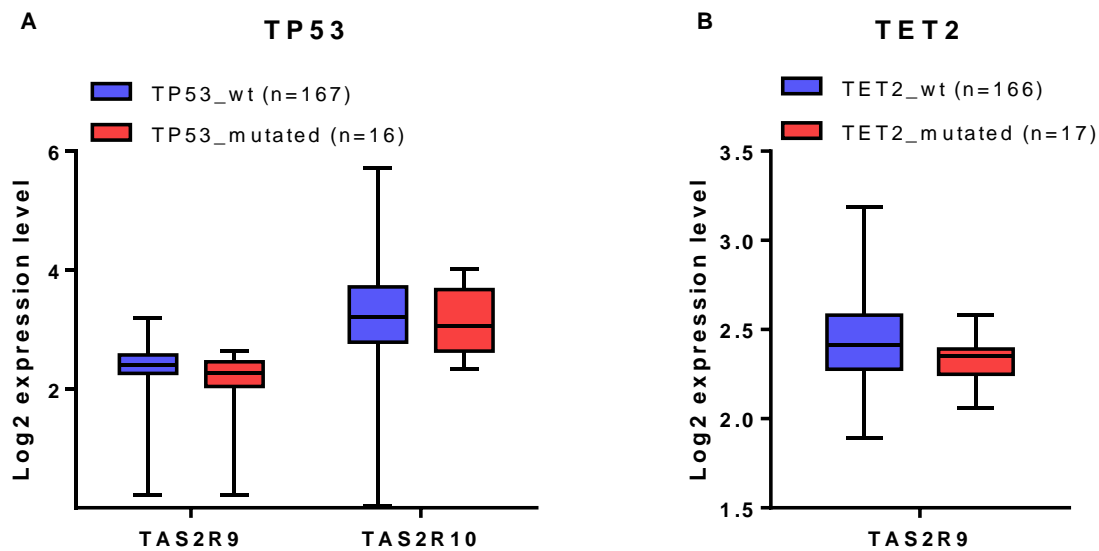 A
TP53
TP53_wt (n=167)
TP53_mutated (n=16)
Log2 expression level
6
4
2
TAS2R9
TAS2R10
B
TET2
TET2_wt (n=166)
TET2_mutated (n=17)
Log2 expression level
3.5
3.0
2.5
2.0
1.5
TAS2R9